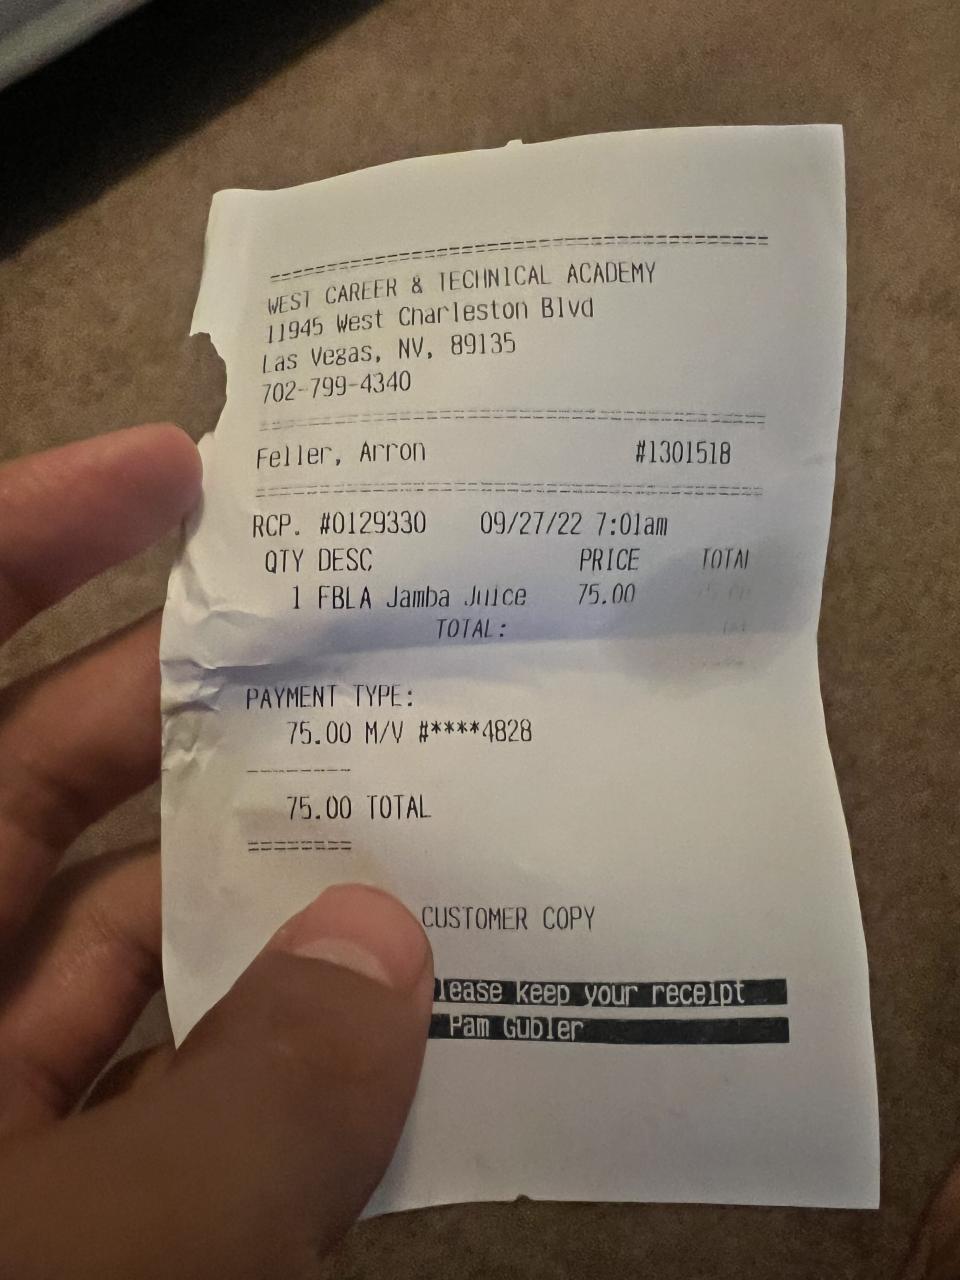 ================================
WEST CAREER & TECHNICAL ACADEMY
11945 West Charleston Blvd
Las Vegas, NV, 89135
702-799-4340
================================
Feller, Arron #1301518
================================
RCP. #0129330 09/27/22 7:01am
QTY DESC PRICE TOTAL
1 FBLA Jamba Juice 75.00
TOTAL:
PAYMENT TYPE:
75.00 M/V #****4828
--------
75.00 TOTAL
========
CUSTOMER COPY
lease keep your receipt
Pam Gubler